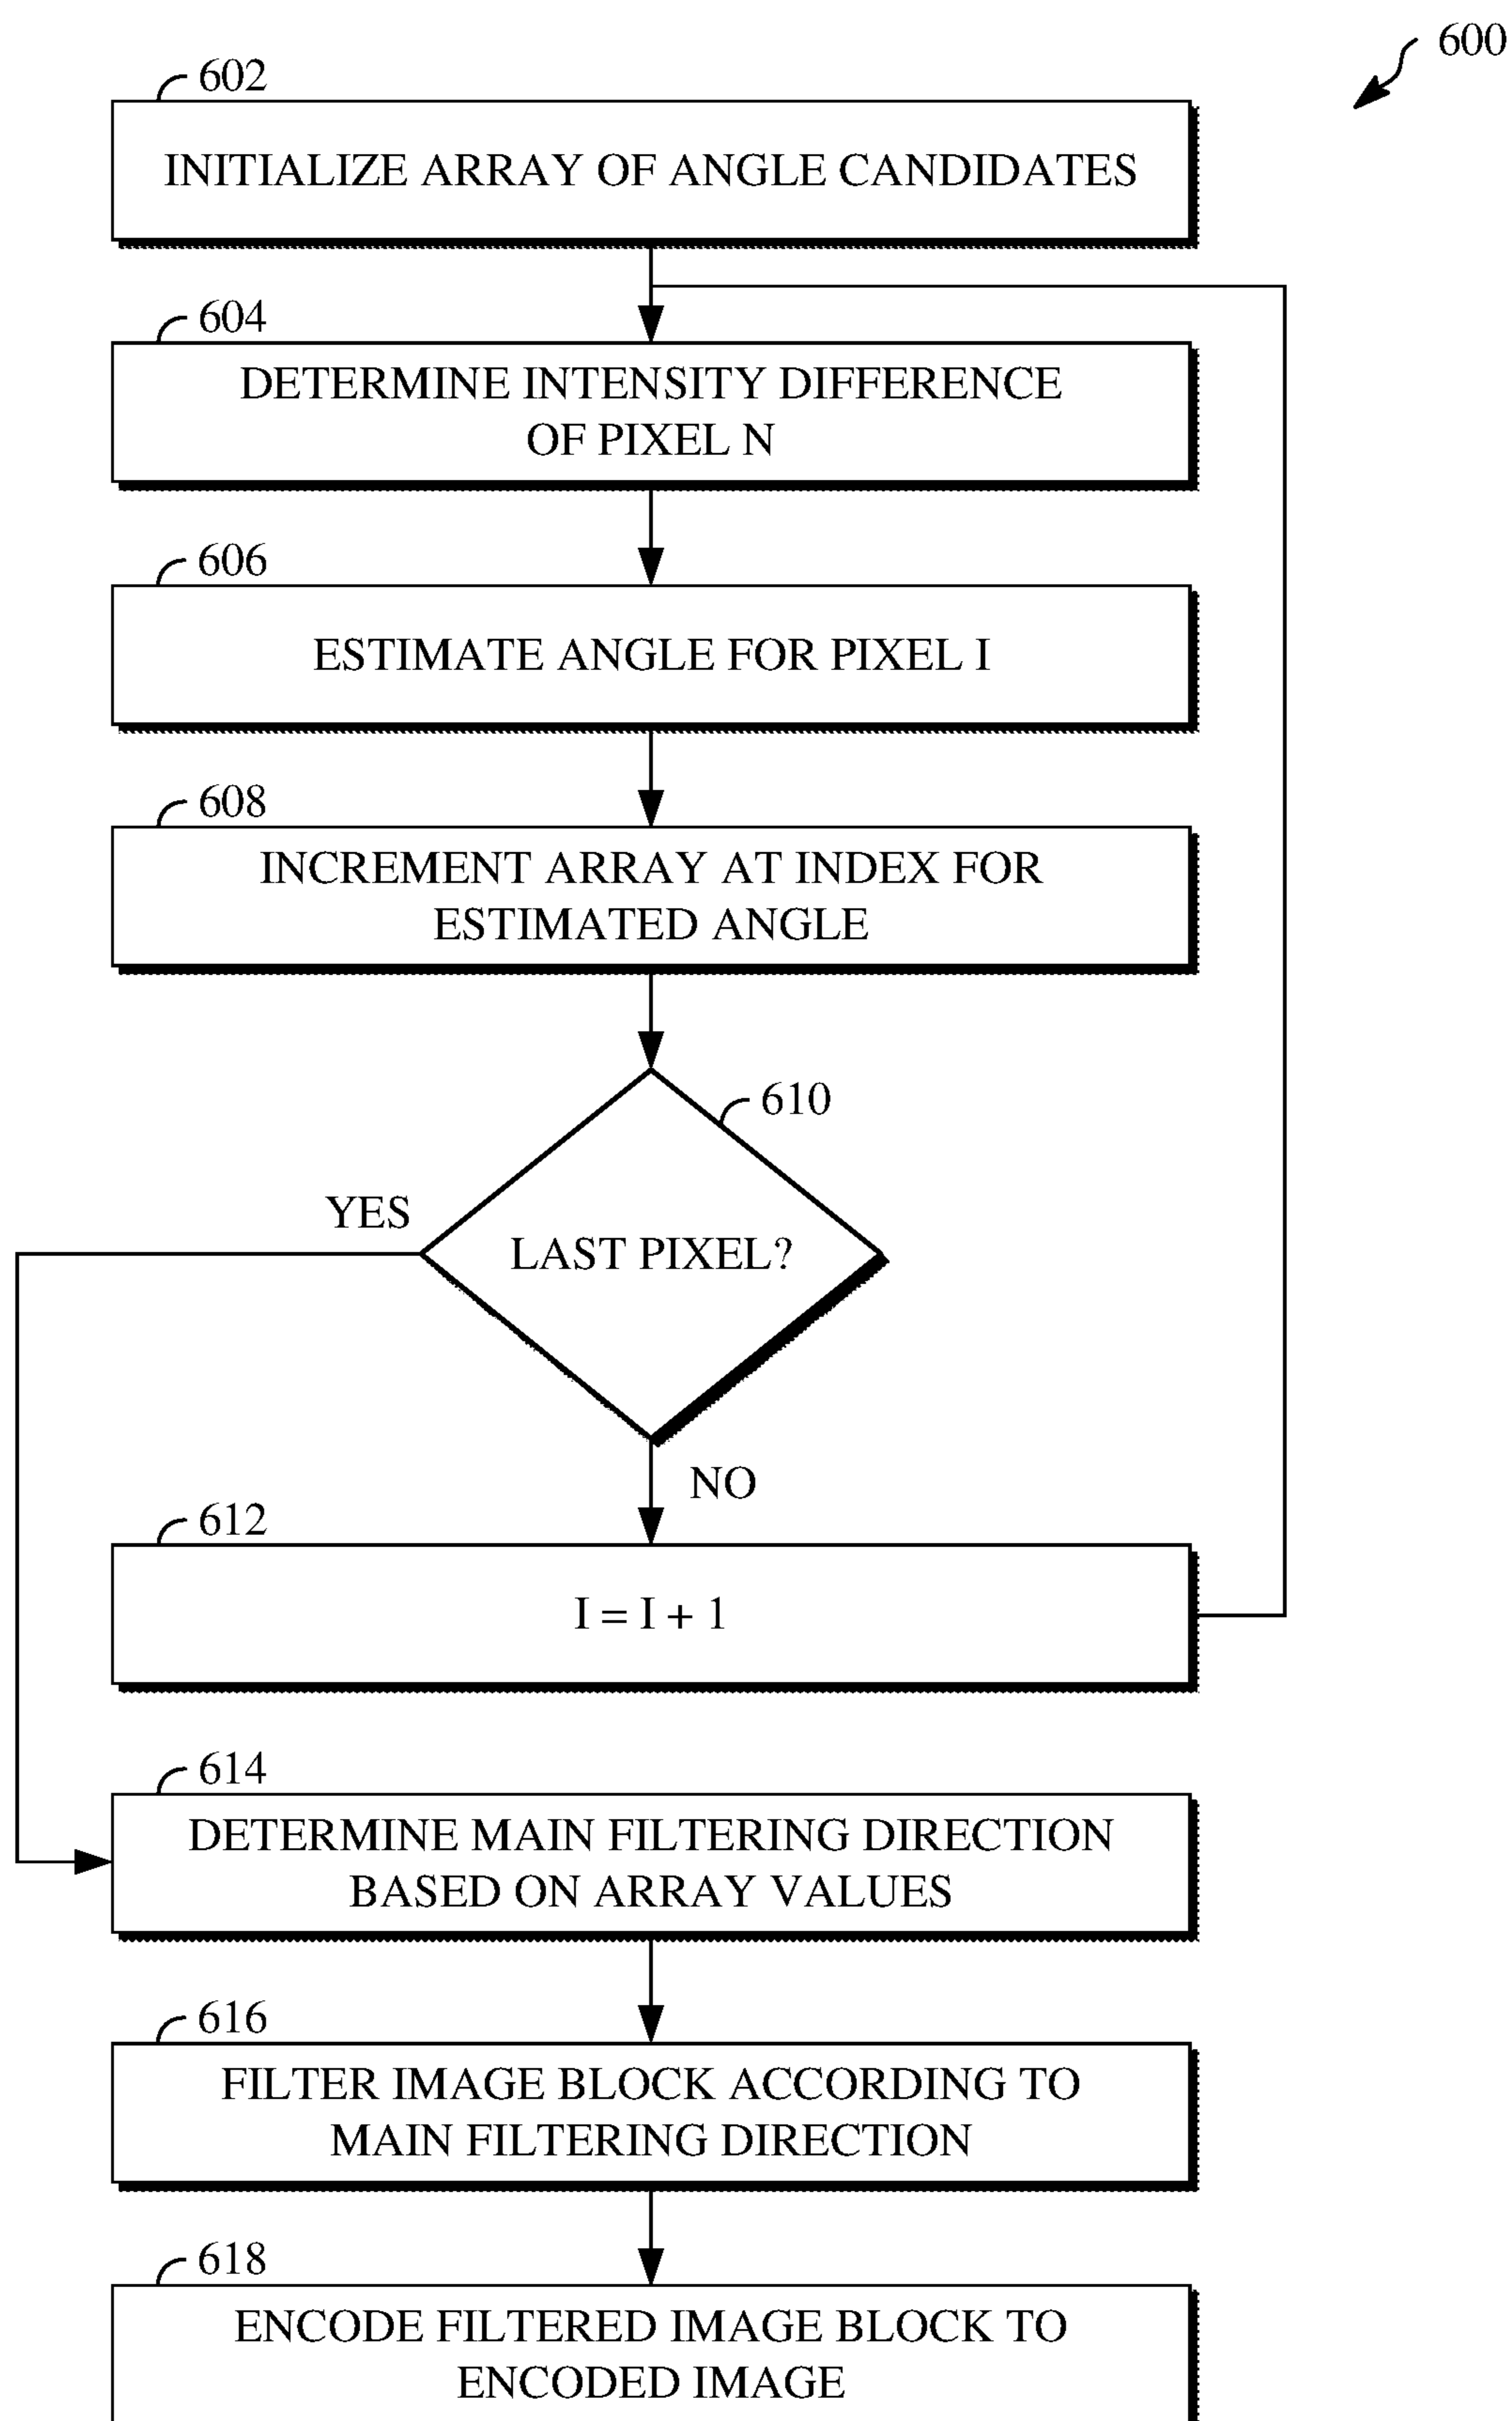 600
602
INITIALIZE ARRAY OF ANGLE CANDIDATES
604
DETERMINE INTENSITY DIFFERENCE
OF PIXEL N
606
ESTIMATE ANGLE FOR PIXEL I
608
INCREMENT ARRAY AT INDEX FOR
ESTIMATED ANGLE
610
YES
LAST PIXEL?
NO
612
I = I + 1
614
DETERMINE MAIN FILTERING DIRECTION
BASED ON ARRAY VALUES
616
FILTER IMAGE BLOCK ACCORDING TO
MAIN FILTERING DIRECTION
618
ENCODE FILTERED IMAGE BLOCK TO
ENCODED IMAGE